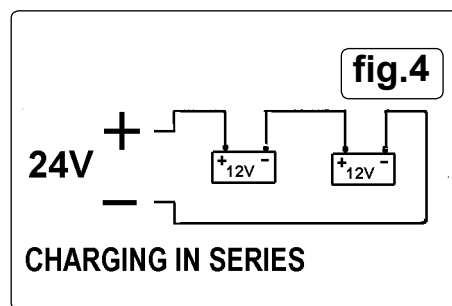 fig.4
+
24V
−
+ - 12V
+ - 12V
CHARGING IN SERIES